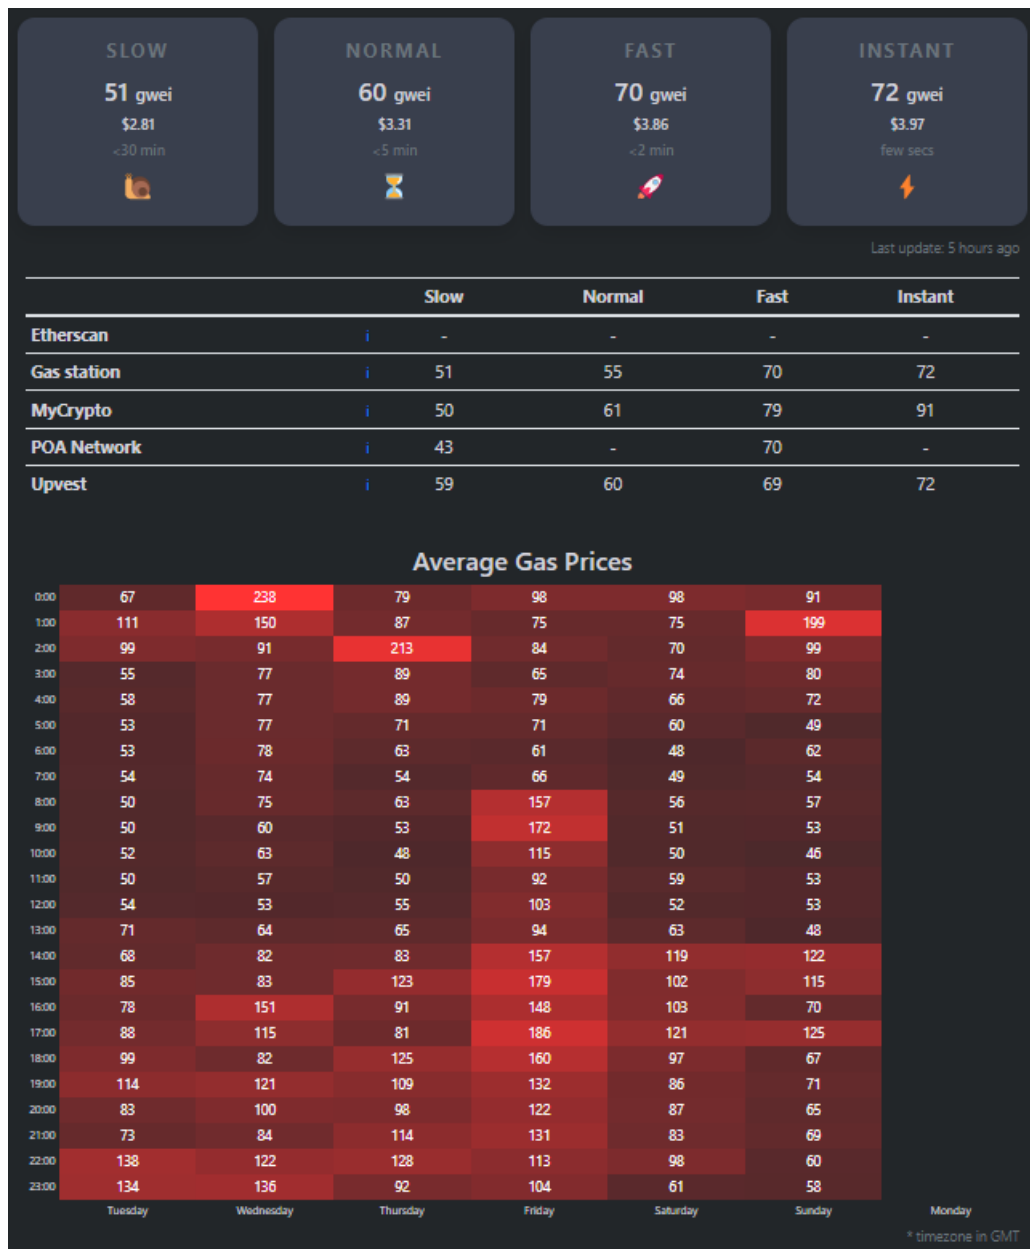 SLOW NORMAL FAST INSTANT
51 gwei 60 gwei 70 gwei 72 gwei
$2.81 $3.31 $3.86 $3.97
<30 min <5 min <2 min few secs
Last update: 5 hours ago
Slow Normal Fast Instant
Etherscan i - - - -
Gas station i 51 55 70 72
MyCrypto i 50 61 79 91
POA Network i 43 - 70 -
Upvest i 59 60 69 72
Average Gas Prices
0:00 67 238 79 98 98 91
1:00 111 150 87 75 75 199
2:00 99 91 213 84 70 99
3:00 55 77 89 65 74 80
4:00 58 77 89 79 66 72
5:00 53 77 71 71 60 49
6:00 53 78 63 61 48 62
7:00 54 74 54 66 49 54
8:00 50 75 63 157 56 57
9:00 50 60 53 172 51 53
10:00 52 63 48 115 50 46
11:00 50 57 50 92 59 53
12:00 54 53 55 103 52 53
13:00 71 64 65 94 63 48
14:00 68 82 83 157 119 122
15:00 85 83 123 179 102 115
16:00 78 151 91 148 103 70
17:00 88 115 81 186 121 125
18:00 99 82 125 160 97 67
19:00 114 121 109 132 86 71
20:00 83 100 98 122 87 65
21:00 73 84 114 131 83 69
22:00 138 122 128 113 98 60
23:00 134 136 92 104 61 58
Tuesday Wednesday Thursday Friday Saturday Sunday Monday
* timezone in GMT